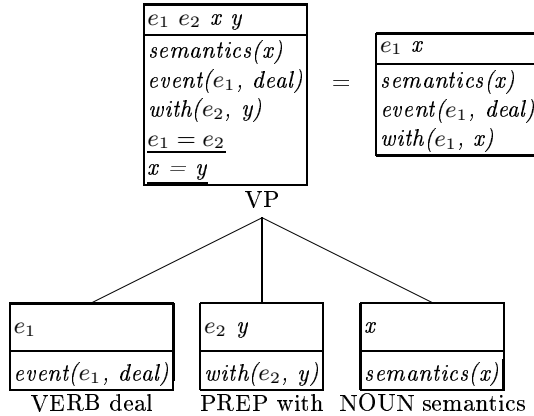 e₁ e₂ x y
semantics(x)
event(e₁, deal)
with(e₂, y)
e₁ = e₂
x = y
=
e₁ x
semantics(x)
event(e₁, deal)
with(e₁, x)
VP
e₁
event(e₁, deal)
VERB deal
e₂ y
with(e₂, y)
PREP with
x
semantics(x)
NOUN semantics